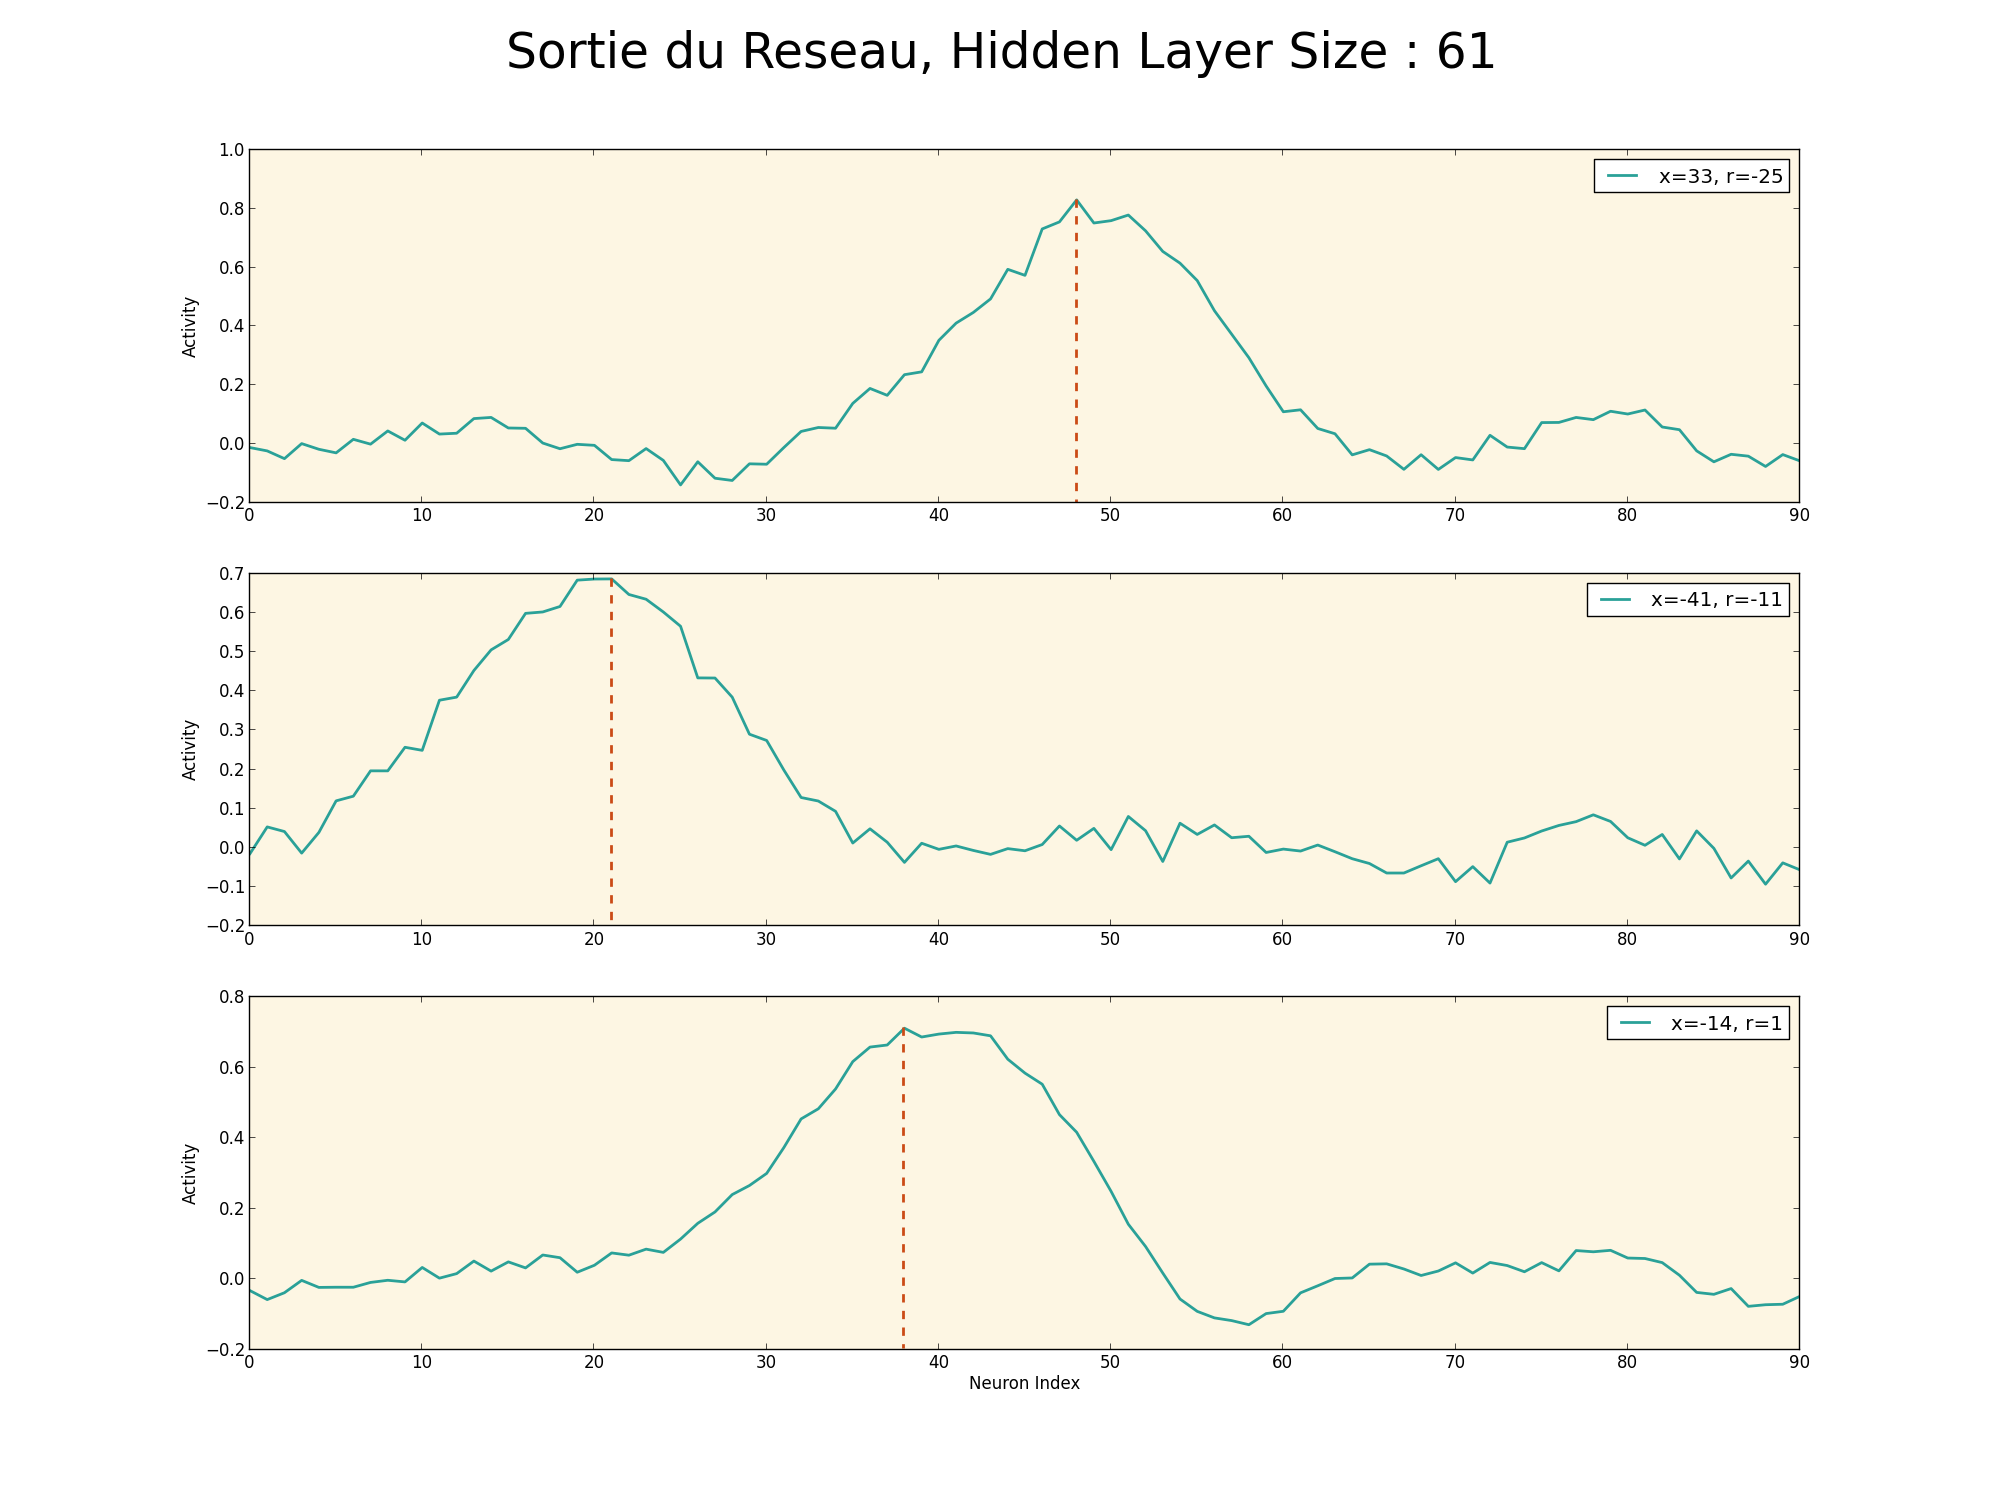 Sortie du Reseau, Hidden Layer Size : 61
1.0
0.8
0.6
0.4
0.2
0.0
−0.2
Activity
x=33, r=-25
0 10 20 30 40 50 60 70 80 90
0.7
0.6
0.5
0.4
0.3
0.2
0.1
0.0
−0.1
−0.2
Activity
x=-41, r=-11
0 10 20 30 40 50 60 70 80 90
0.8
0.6
0.4
0.2
0.0
−0.2
Activity
x=-14, r=1
0 10 20 30 40 50 60 70 80 90
Neuron Index